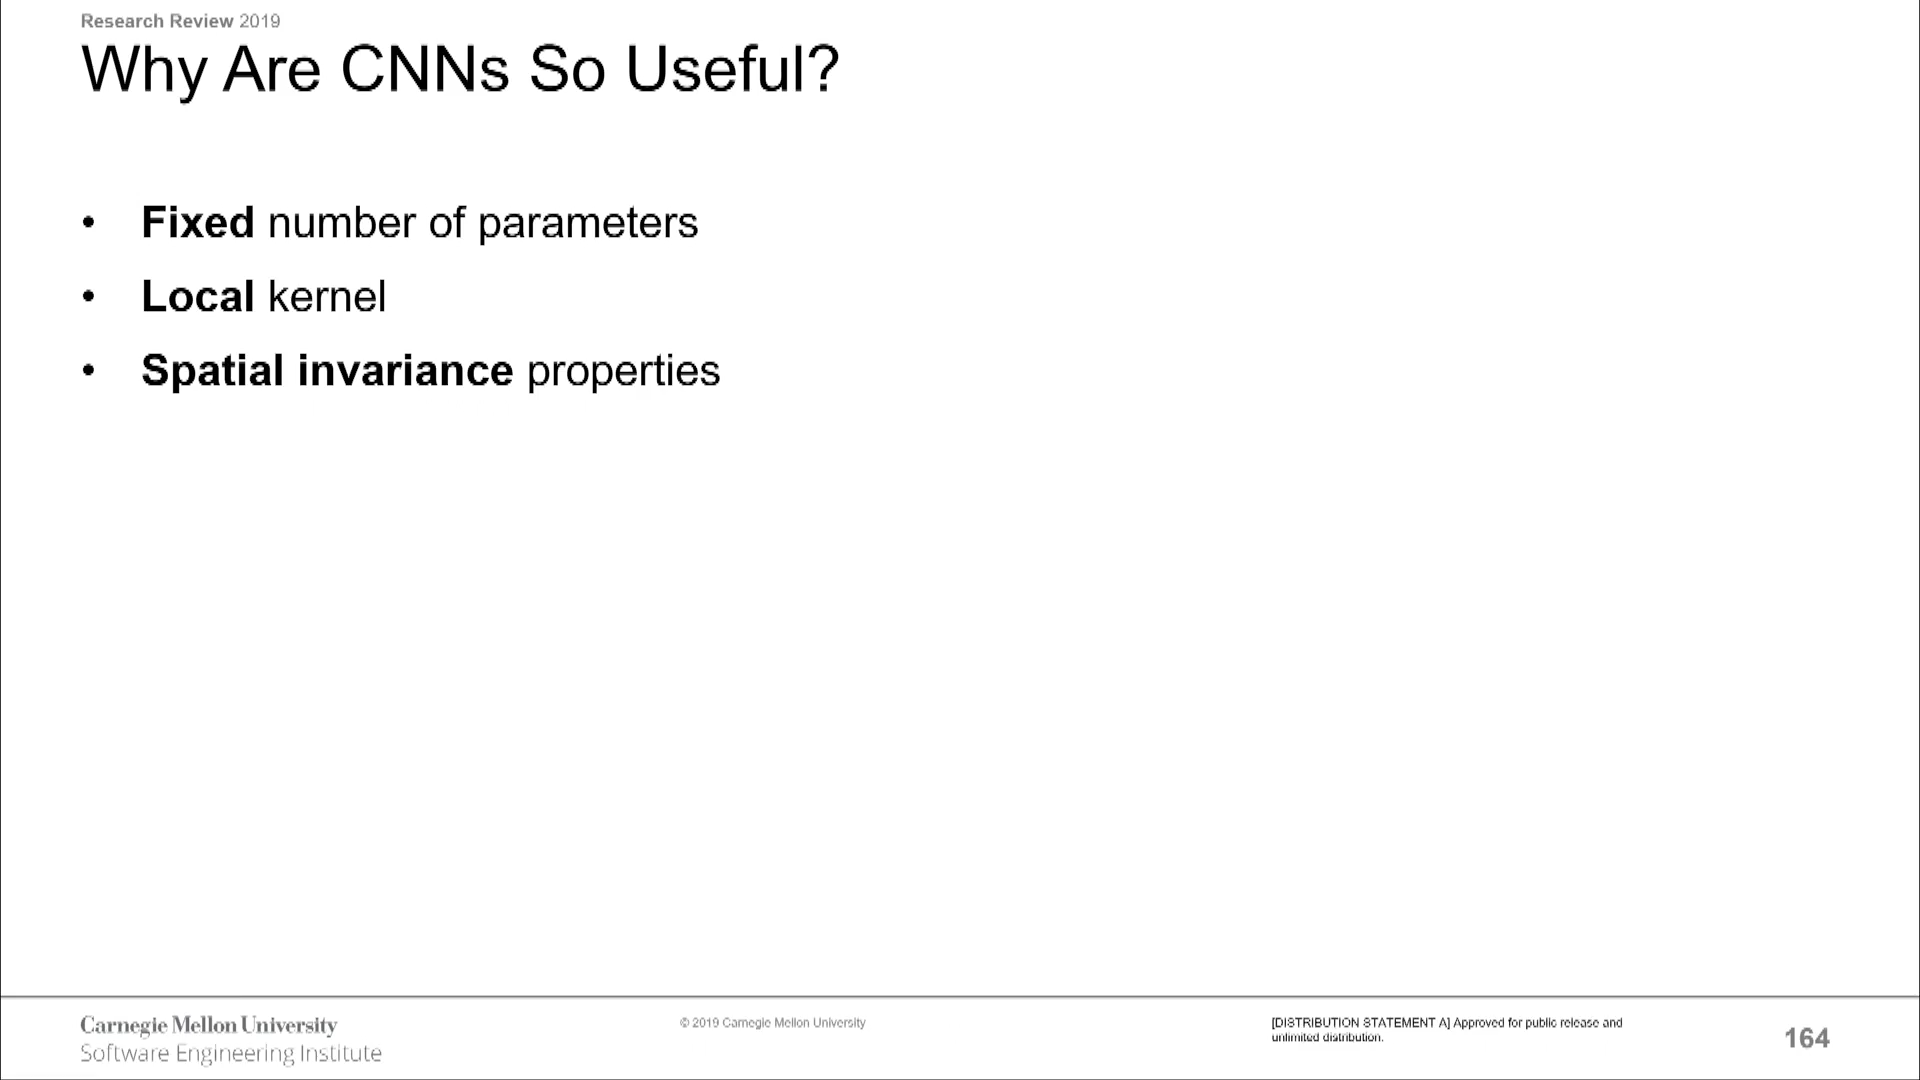 Research Review 2019
Why Are CNNs So Useful?
• Fixed number of parameters
• Local kernel
• Spatial invariance properties
Carnegie Mellon University
Software Engineering Institute
© 2019 Carnegie Mellon University
[DISTRIBUTION STATEMENT A] Approved for public release and
unlimited distribution.
164